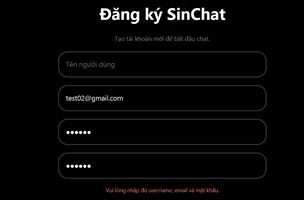 Đăng ký SinChat
Tạo tài khoản mới để bắt đầu chat.
Tên người dùng
test02@gmail.com
••••••
••••••
Vui lòng nhập đủ username, email và mật khẩu.